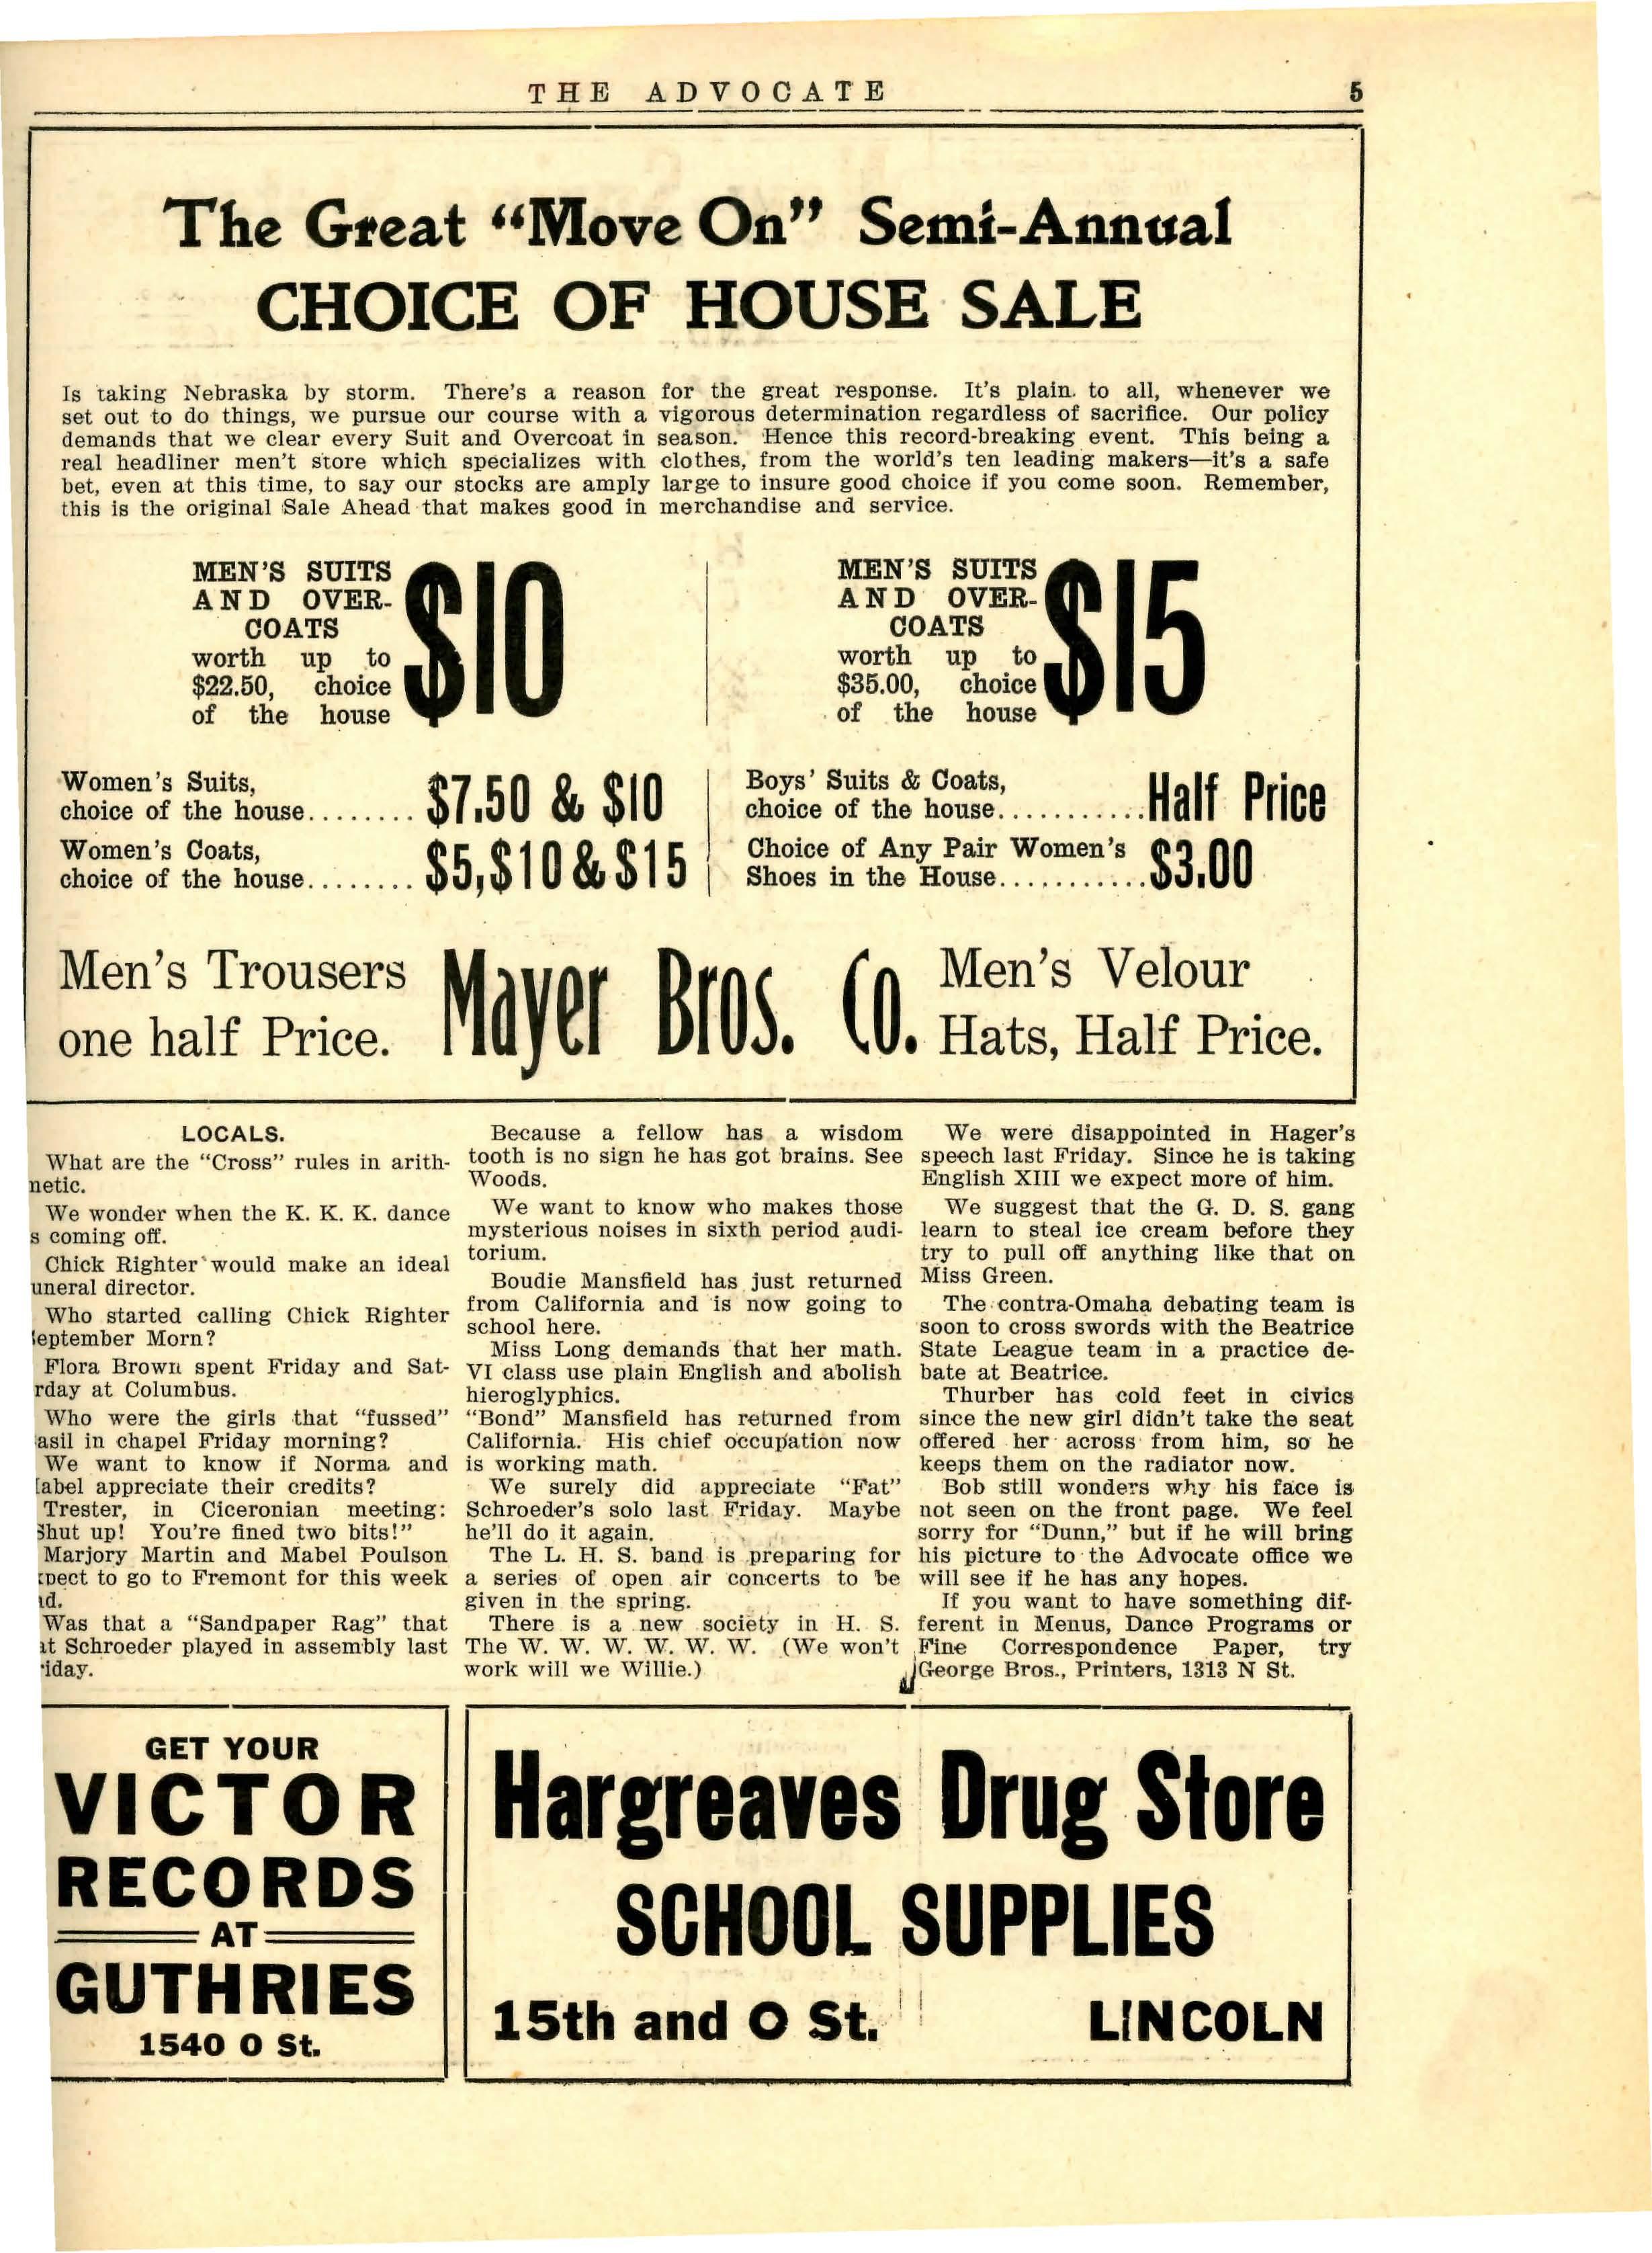 THE ADVOCATE 5
The Great “Move On” Semi-Annual
CHOICE OF HOUSE SALE
Is taking Nebraska by storm. There's a reason for the great response. It's plain. to all, whenever we
set out to do things, we pursue our course with a vigorous determination regardless of sacrifice. Our policy
demands that we clear every Suit and Overcoat in season. Hence this record-breaking event. This being a
real headliner men't store which specializes with clothes, from the world's ten leading makers—it's a safe
bet, even at this time, to say our stocks are amply large to insure good choice if you come soon. Remember,
this is the original Sale Ahead that makes good in merchandise and service.
MEN'S SUITS
AND OVER-
COATS
worth up to
$22.50, choice
of the house
$10
MEN'S SUITS
AND OVER-
COATS
worth up to
$35.00, choice
of the house
$15
Women's Suits,
choice of the house........ $7.50 & $10
Women's Coats,
choice of the house........ $5, $10 & $15
Boys' Suits & Coats,
choice of the house............ Half Price
Choice of Any Pair Women's
Shoes in the House............ $3.00
Men's Trousers
one half Price.
Mayer Bros. Co.
Men's Velour
Hats, Half Price.
LOCALS.
What are the “Cross” rules in arith-
netic.
We wonder when the K. K. K. dance
s coming off.
Chick Righter would make an ideal
uneral director.
Who started calling Chick Righter
eptember Morn?
Flora Brown spent Friday and Sat-
rday at Columbus.
Who were the girls that “fussed”
asil in chapel Friday morning?
We want to know if Norma and
abel appreciate their credits?
Trester, in Ciceronian meeting:
Shut up! You're fined two bits!”
Marjory Martin and Mabel Poulson
pect to go to Fremont for this week
d.
Was that a “Sandpaper Rag” that
at Schroeder played in assembly last
riday.
Because a fellow has a wisdom
tooth is no sign he has got brains. See
Woods.
We want to know who makes those
mysterious noises in sixth period audi-
torium.
Boudie Mansfield has just returned
from California and is now going to
school here.
Miss Long demands that her math.
VI class use plain English and abolish
hieroglyphics.
“Bond” Mansfield has returned from
California. His chief occupation now
is working math.
We surely did appreciate “Fat”
Schroeder's solo last Friday. Maybe
he'll do it again.
The L. H. S. band is preparing for
a series of open air concerts to be
given in the spring.
There is a new society in H. S.
The W. W. W. W. W. W. (We won't
work will we Willie.)
We were disappointed in Hager's
speech last Friday. Since he is taking
English XIII we expect more of him.
We suggest that the G. D. S. gang
learn to steal ice cream before they
try to pull off anything like that on
Miss Green.
The contra-Omaha debating team is
soon to cross swords with the Beatrice
State League team in a practice de-
bate at Beatrice.
Thurber has cold feet in civics
since the new girl didn't take the seat
offered her across from him, so he
keeps them on the radiator now.
Bob still wonders why his face is
not seen on the front page. We feel
sorry for “Dunn,” but if he will bring
his picture to the Advocate office we
will see if he has any hopes.
If you want to have something dif-
ferent in Menus, Dance Programs or
Fine Correspondence Paper, try
George Bros., Printers, 1313 N St.
GET YOUR
VICTOR
RECORDS
AT
GUTHRIES
1540 O St.
Hargreaves Drug Store
SCHOOL SUPPLIES
15th and O St. LINCOLN